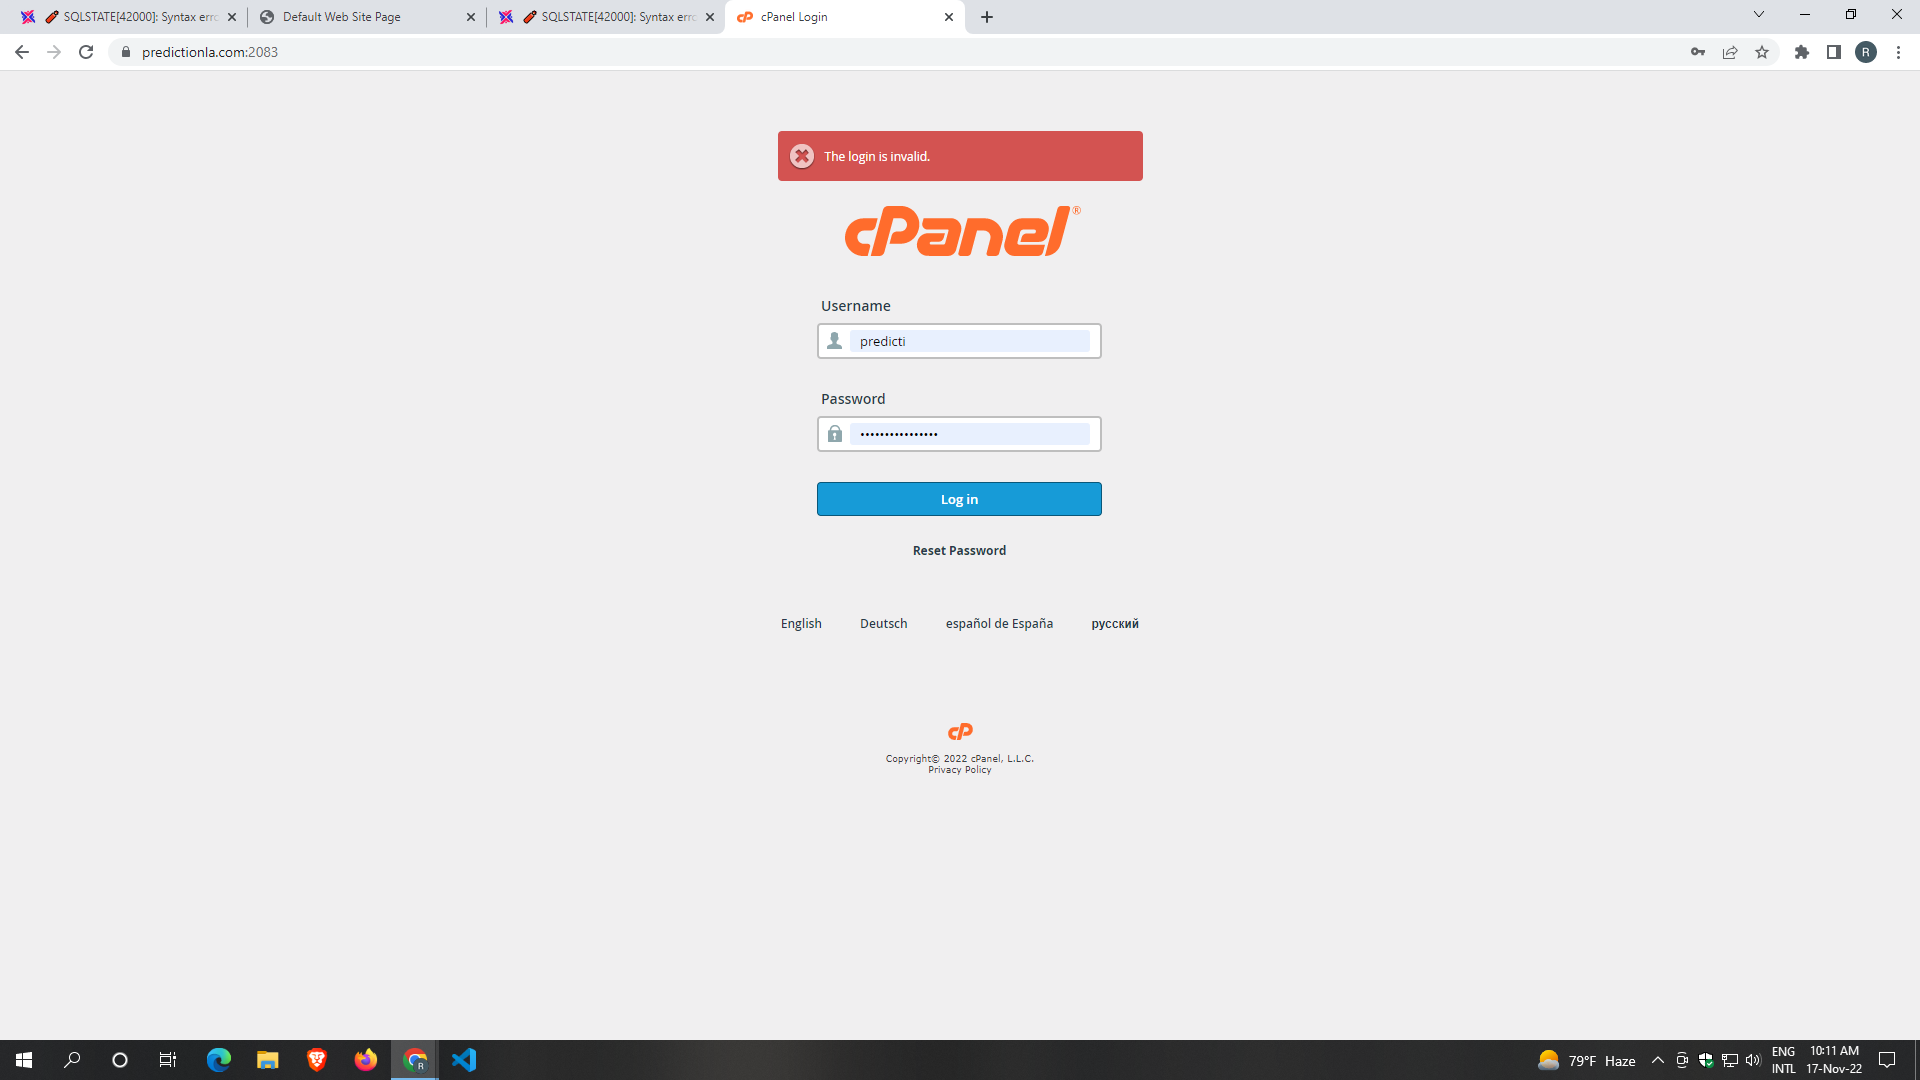 SQLSTATE[42000]: Syntax erro
Default Web Site Page
SQLSTATE[42000]: Syntax erro
cPanel Login
predictionla.com:2083
R
The login is invalid.
cPanel®
Username
predicti
Password
••••••••••••••••
Log in
Reset Password
English Deutsch español de España русский
cP
Copyright© 2022 cPanel, L.L.C.
Privacy Policy
R
79°F Haze
ENG
INTL
10:11 AM
17-Nov-22